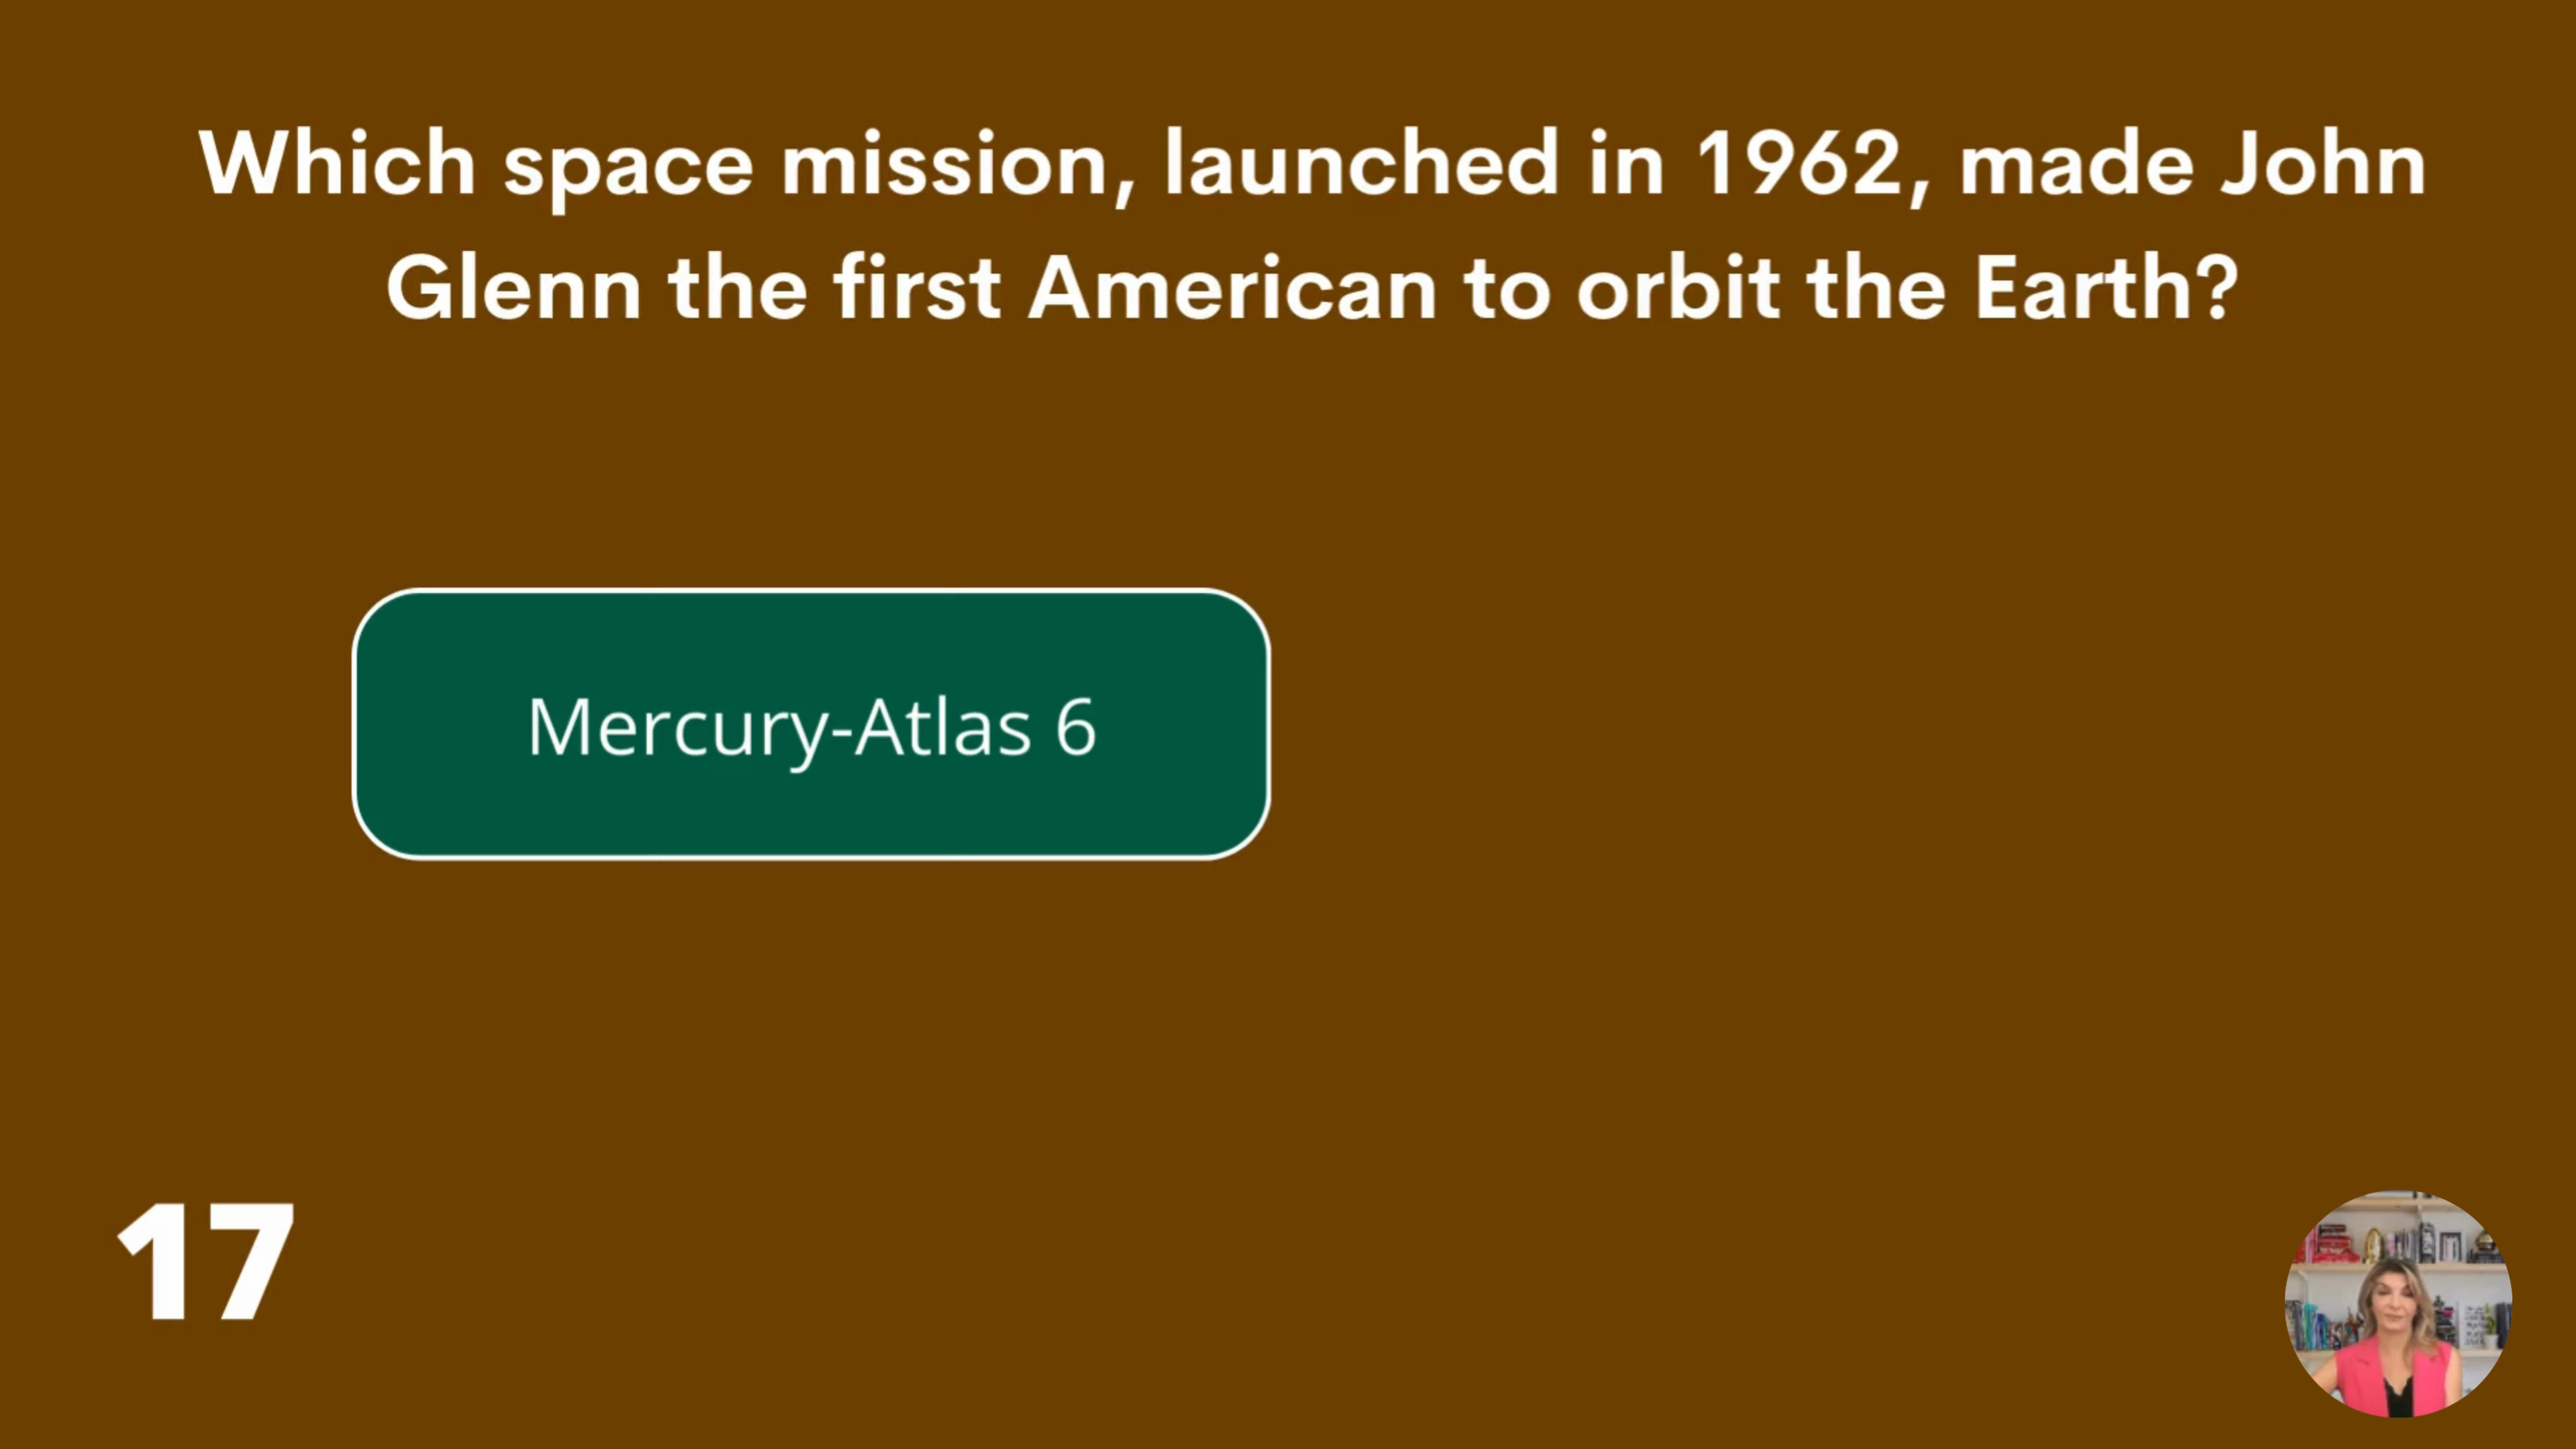 Which space mission, launched in 1962, made John
Glenn the first American to orbit the Earth?
Mercury-Atlas 6
17